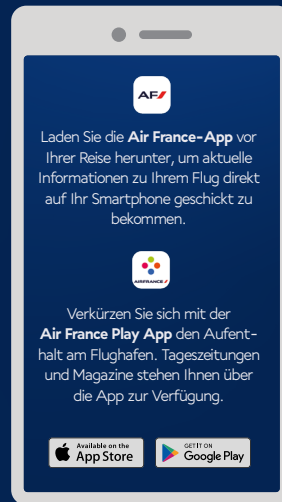 AF/
Laden Sie die Air France-App vor
Ihrer Reise herunter, um aktuelle
Informationen zu Ihrem Flug direkt
auf Ihr Smartphone geschickt zu
bekommen.
AIRFRANCE /
Verkürzen Sie sich mit der
Air France Play App den Aufent-
halt am Flughafen. Tageszeitungen
und Magazine stehen Ihnen über
die App zur Verfügung.
Available on the
App Store
GET IT ON
Google Play